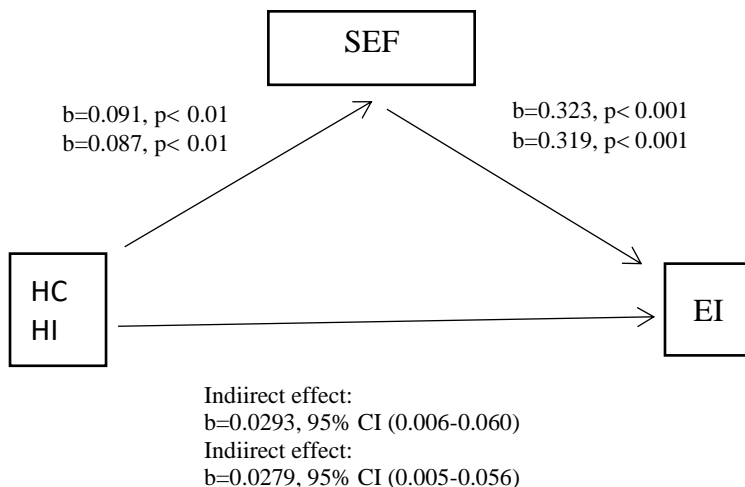 SEF
b=0.091, p< 0.01
b=0.087, p< 0.01
b=0.323, p< 0.001
b=0.319, p< 0.001
HC
HI
EI
Indiirect effect:
b=0.0293, 95% CI (0.006-0.060)
Indiirect effect:
b=0.0279, 95% CI (0.005-0.056)